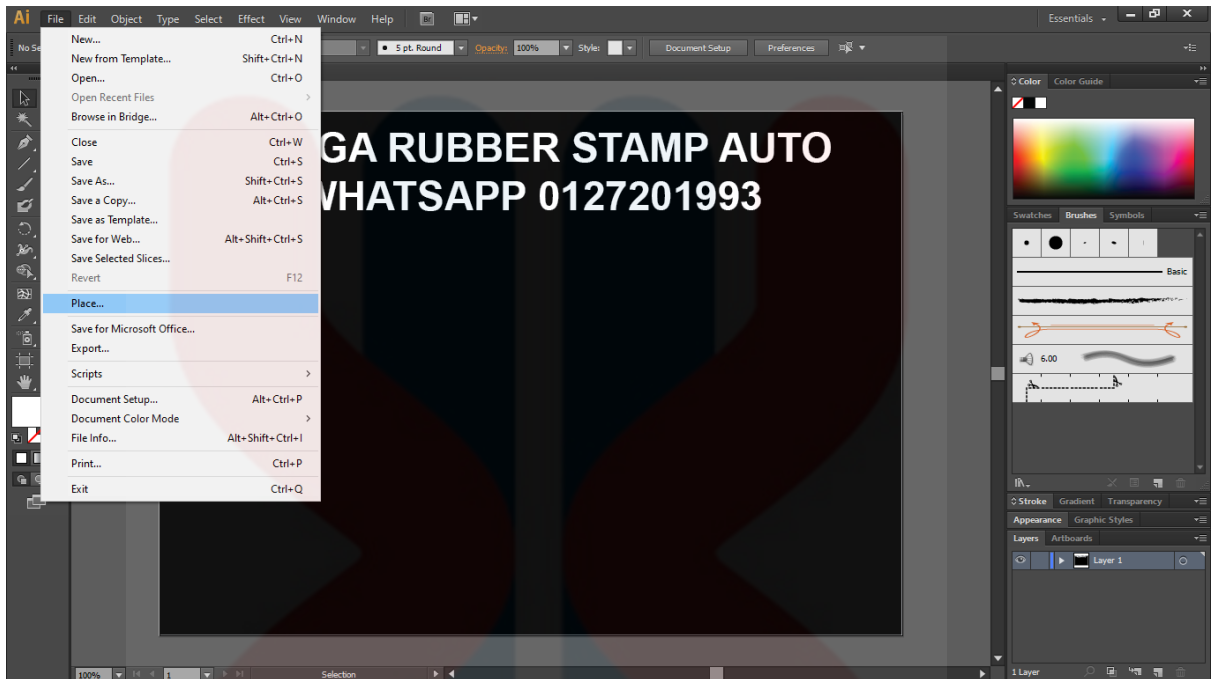 Ai File Edit Object Type Select Effect View Window Help Br
Essentials
No Se
5 pt. Round Opacity: 100% Style: Document Setup Preferences
New... Ctrl+N
New from Template... Shift+Ctrl+N
Open... Ctrl+O
Open Recent Files
Browse in Bridge... Alt+Ctrl+O
Close Ctrl+W
Save Ctrl+S
Save As... Shift+Ctrl+S
Save a Copy... Alt+Ctrl+S
Save as Template...
Save for Web... Alt+Shift+Ctrl+S
Save Selected Slices...
Revert F12
Place...
Save for Microsoft Office...
Export...
Scripts
Document Setup... Alt+Ctrl+P
Document Color Mode
File Info... Alt+Shift+Ctrl+I
Print... Ctrl+P
Exit Ctrl+Q
GA RUBBER STAMP AUTO
WHATSAPP 0127201993
Color Color Guide
Swatches Brushes Symbols
Basic
6.00
Stroke Gradient Transparency
Appearance Graphic Styles
Layers Artboards
Layer 1
1 Layer
100% 1 Selection